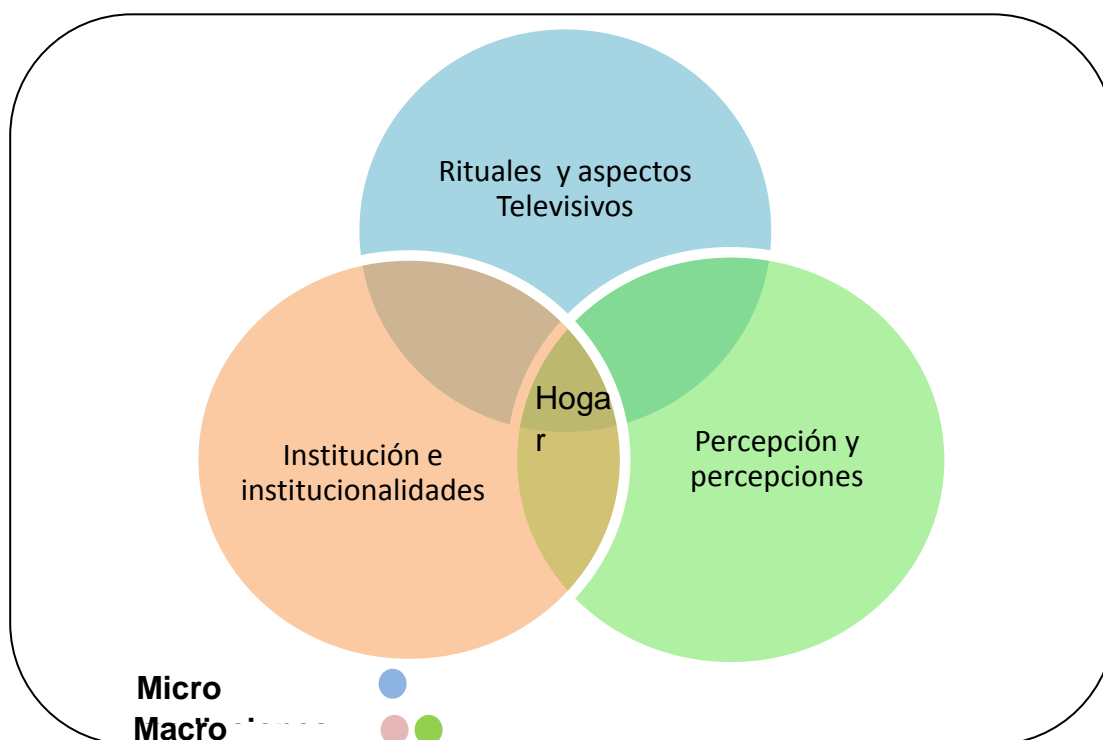 Rituales y aspectos
Televisivos
Hoga
r
Institución e
institucionalidades
Percepción y
percepciones
Micro
Macro